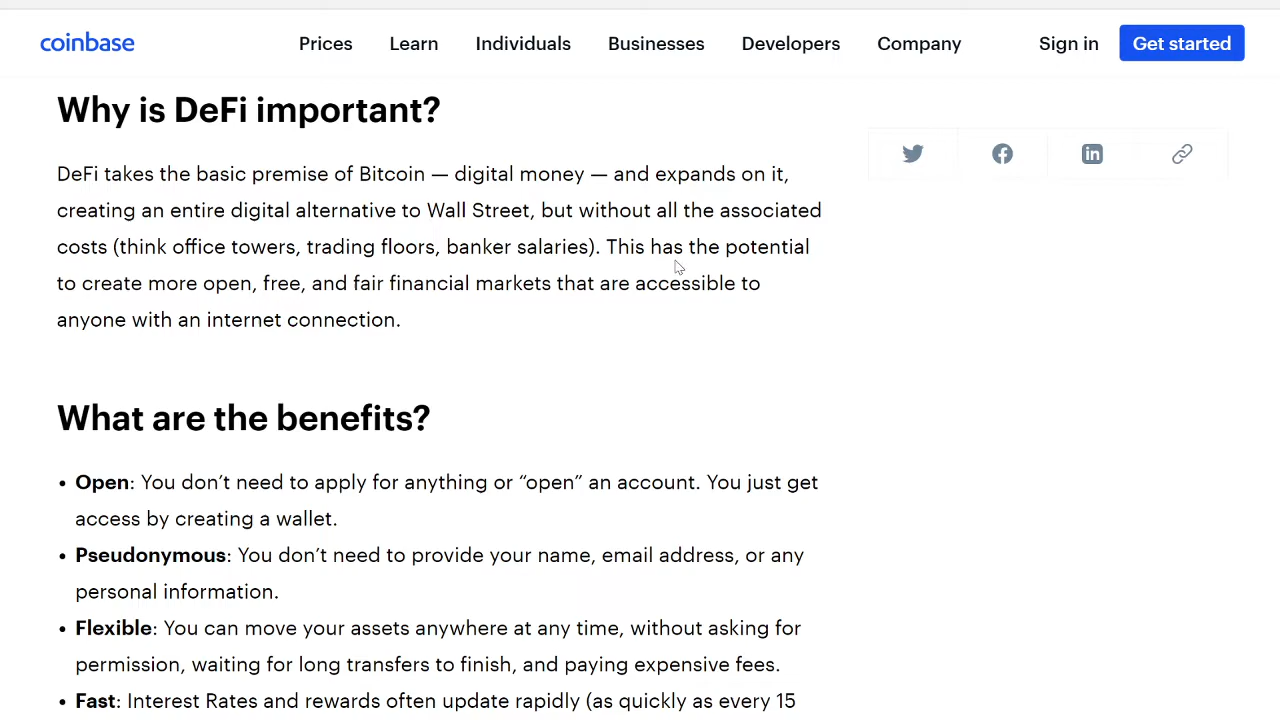 coinbase Prices Learn Individuals Businesses Developers Company Sign in Get started
Why is DeFi important?
DeFi takes the basic premise of Bitcoin — digital money — and expands on it,
creating an entire digital alternative to Wall Street, but without all the associated
costs (think office towers, trading floors, banker salaries). This has the potential
to create more open, free, and fair financial markets that are accessible to
anyone with an internet connection.
What are the benefits?
• Open: You don’t need to apply for anything or “open” an account. You just get
access by creating a wallet.
• Pseudonymous: You don’t need to provide your name, email address, or any
personal information.
• Flexible: You can move your assets anywhere at any time, without asking for
permission, waiting for long transfers to finish, and paying expensive fees.
• Fast: Interest Rates and rewards often update rapidly (as quickly as every 15